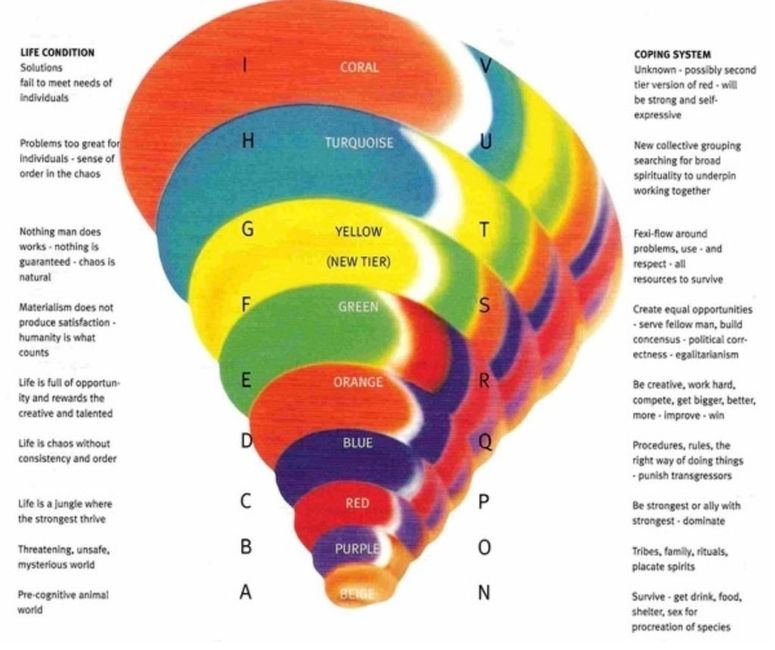 LIFE CONDITION
Solutions
fail to meet needs of
individuals
Problems too great for
individuals - sense of
order in the chaos
Nothing man does
works - nothing is
guaranteed - chaos is
natural
Materialism does not
produce satisfaction -
humanity is what
counts
Life is full of opportun-
ity and rewards the
creative and talented
Life is chaos without
consistency and order
Life is a jungle where
the strongest thrive
Threatening, unsafe,
mysterious world
Pre-cognitive animal
world
I CORAL V
H TURQUOISE U
G YELLOW T
(NEW TIER)
F GREEN S
E ORANGE R
D BLUE Q
C RED P
B PURPLE O
A BEIGE N
COPING SYSTEM
Unknown - possibly second
tier version of red - will
be strong and self-
expressive
New collective grouping
searching for broad
spirituality to underpin
working together
Fexi-flow around
problems, use - and
respect - all
resources to survive
Create equal opportunities
- serve fellow man, build
concensus - political corr-
ectness - egalitarianism
Be creative, work hard,
compete, get bigger, better,
more - improve - win
Procedures, rules, the
right way of doing things
- punish transgressors
Be strongest or ally with
strongest - dominate
Tribes, family, rituals,
placate spirits
Survive - get drink, food,
shelter, sex for
procreation of species